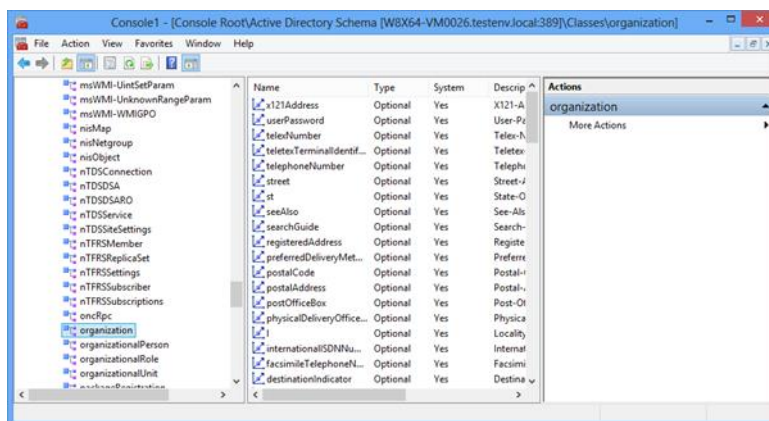 Console1 - [Console Root\Active Directory Schema [W8X64-VM0026.testenv.local:389]\Classes\organization]
File Action View Favorites Window Help
msWMI-UintSetParam
msWMI-UnknownRangeParam
msWMI-WMIGPO
nisMap
nisNetgroup
nisObject
nTDSConnection
nTDSDSA
nTDSDSARO
nTDSService
nTDSSiteSettings
nTFRSMember
nTFRSReplicaSet
nTFRSSettings
nTFRSSubscriber
nTFRSSubscriptions
oncRpc
organization
organizationalPerson
organizationalRole
organizationalUnit
packageRegistration
Name Type System Descrip
x121Address Optional Yes X121-A
userPassword Optional Yes User-Pa
telexNumber Optional Yes Telex-N
teletexTerminalIdentif... Optional Yes Teletex-
telephoneNumber Optional Yes Telepho
street Optional Yes Street-A
st Optional Yes State-O
seeAlso Optional Yes See-Als
searchGuide Optional Yes Search-
registeredAddress Optional Yes Registe
preferredDeliveryMet... Optional Yes Preferre
postalCode Optional Yes Postal-
postalAddress Optional Yes Postal-
postOfficeBox Optional Yes Post-Of
physicalDeliveryOffice... Optional Yes Physica
l Optional Yes Locality
internationalISDNNu... Optional Yes Internat
facsimileTelephoneN... Optional Yes Facsimi
destinationIndicator Optional Yes Destina
Actions
organization
More Actions